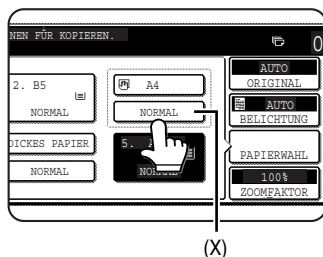 NEN FÜR KOPIEREN.
0
2. B5
NORMAL
A4
NORMAL
DICKES PAPIER
NORMAL
5. A
NOR
AUTO
ORIGINAL
AUTO
BELICHTUNG
PAPIERWAHL
100%
ZOOMFAKTOR
(X)